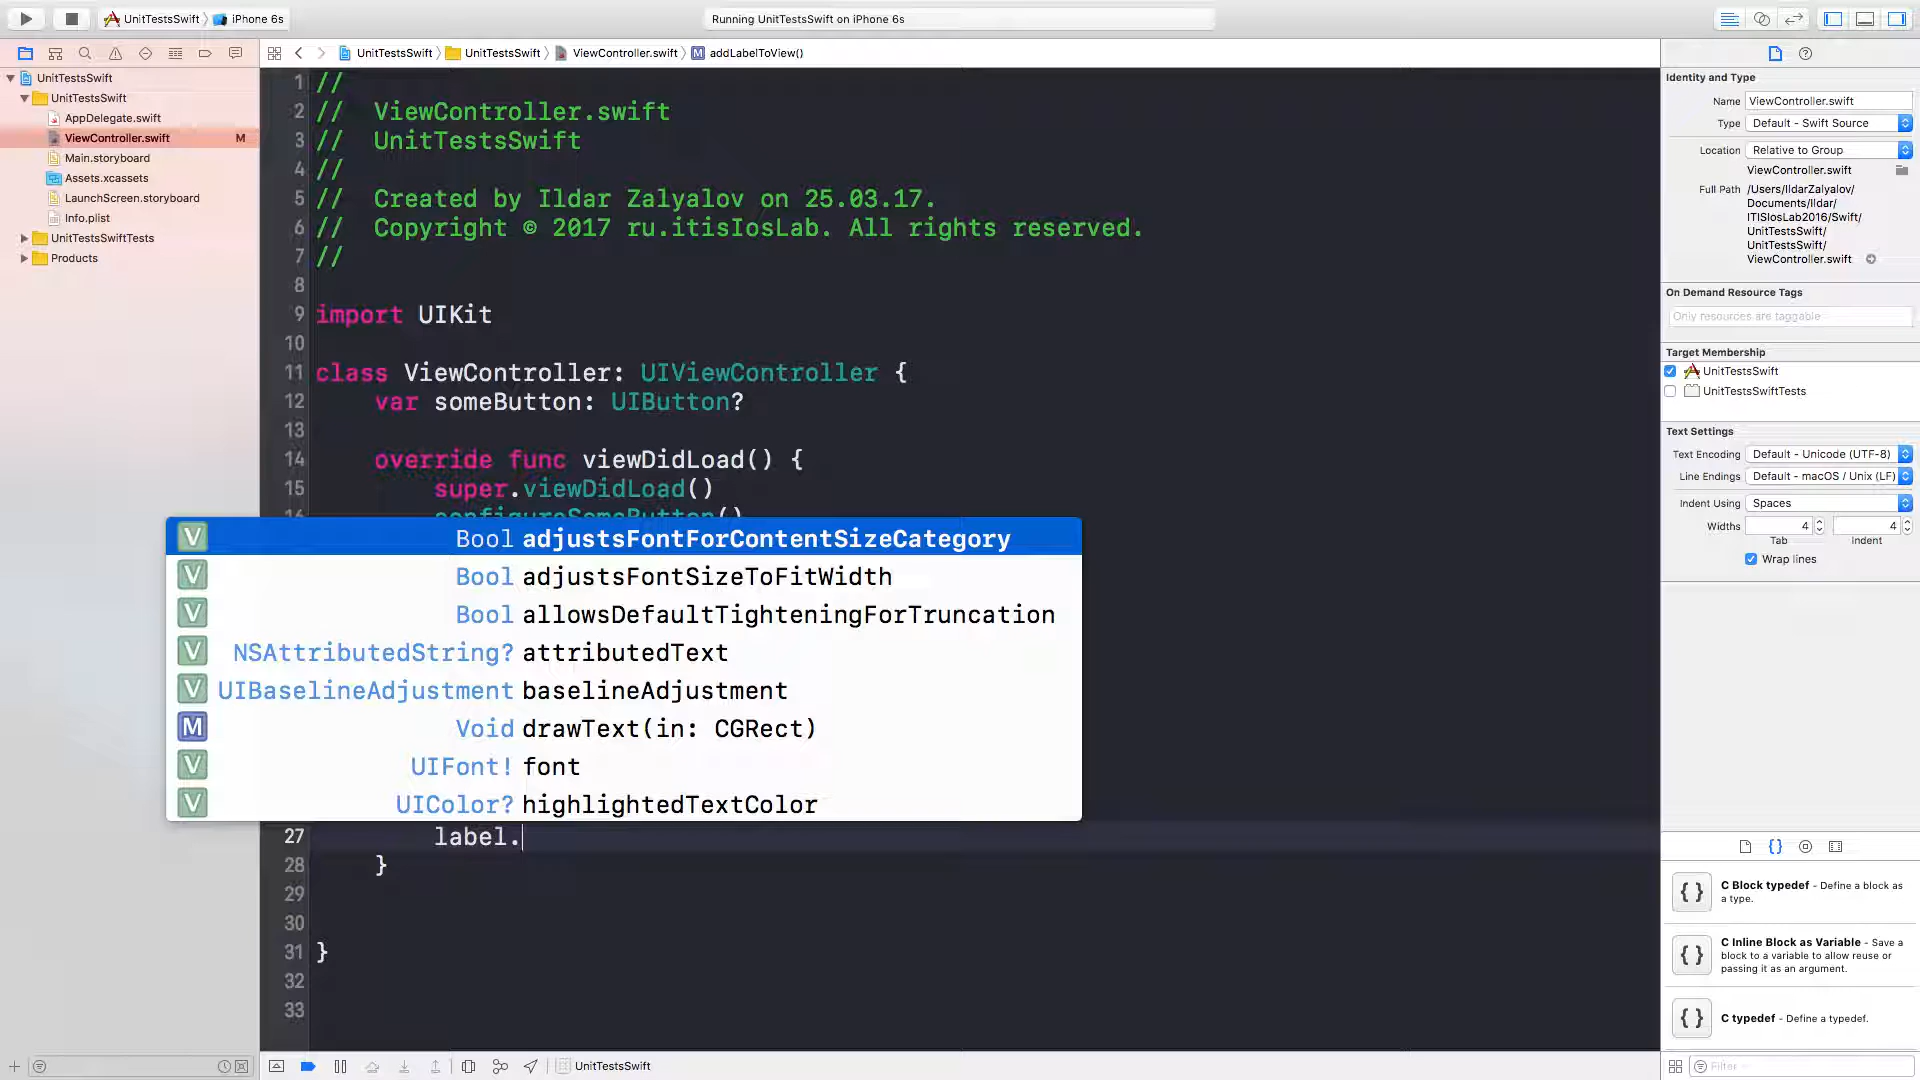 UnitTestsSwift iPhone 6s
Running UnitTestsSwift on iPhone 6s
UnitTestsSwift UnitTestsSwift ViewController.swift M addLabelToView()
UnitTestsSwift
UnitTestsSwift
AppDelegate.swift
ViewController.swift M
Main.storyboard
Assets.xcassets
LaunchScreen.storyboard
Info.plist
UnitTestsSwiftTests
Products
1 //
2 // ViewController.swift
3 // UnitTestsSwift
4 //
5 // Created by Ildar Zalyalov on 25.03.17.
6 // Copyright © 2017 ru.itisIosLab. All rights reserved.
7 //
8
9 import UIKit
10
11 class ViewController: UIViewController {
12 var someButton: UIButton?
13
14 override func viewDidLoad() {
15 super.viewDidLoad()
16 configureSomeButton()
V Bool adjustsFontForContentSizeCategory
V Bool adjustsFontSizeToFitWidth
V Bool allowsDefaultTighteningForTruncation
V NSAttributedString? attributedText
V UIBaselineAdjustment baselineAdjustment
M Void drawText(in: CGRect)
V UIFont! font
V UIColor? highlightedTextColor
27 label.
28 }
29
30
31 }
32
33
UnitTestsSwift
Identity and Type
Name ViewController.swift
Type Default - Swift Source
Location Relative to Group
ViewController.swift
Full Path /Users/IldarZalyalov/
Documents/Ildar/
ITISIosLab2016/Swift/
UnitTestsSwift/
UnitTestsSwift/
ViewController.swift
On Demand Resource Tags
Only resources are taggable
Target Membership
UnitTestsSwift
UnitTestsSwiftTests
Text Settings
Text Encoding Default - Unicode (UTF-8)
Line Endings Default - macOS / Unix (LF)
Indent Using Spaces
Widths 4 4
Tab Indent
Wrap lines
{ } C Block typedef - Define a block as
a type.
{ } C Inline Block as Variable - Save a
block to a variable to allow reuse or
passing it as an argument.
{ } C typedef - Define a typedef.
Filter